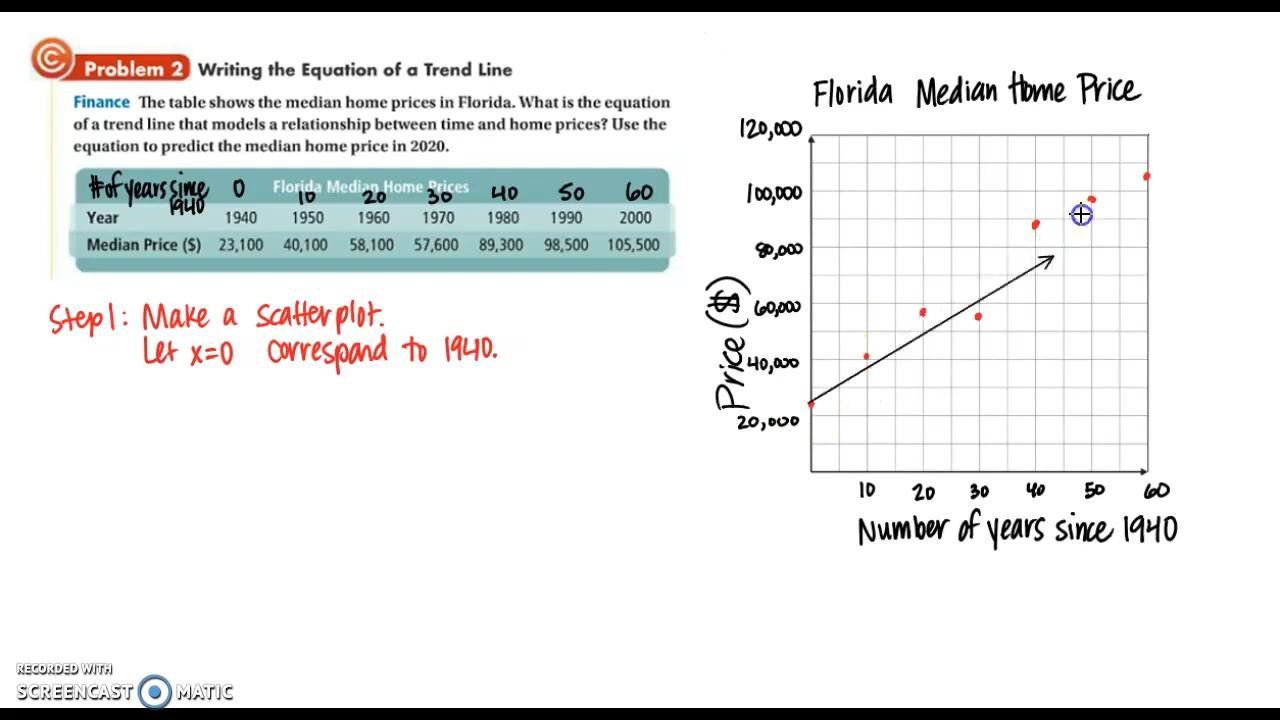 Problem 2 Writing the Equation of a Trend Line
Finance The table shows the median home prices in Florida. What is the equation
of a trend line that models a relationship between time and home prices? Use the
equation to predict the median home price in 2020.
# of years since 1940 0 10 20 30 40 50 60
Florida Median Home Prices
Year 1940 1950 1960 1970 1980 1990 2000
Median Price ($) 23,100 40,100 58,100 57,600 89,300 98,500 105,500
Step 1: Make a scatterplot.
Let x=0 correspond to 1940.
Florida Median Home Price
120,000
100,000
80,000
60,000
40,000
20,000
Price ($)
10 20 30 40 50 60
Number of years since 1940
RECORDED WITH
SCREENCAST MATIC